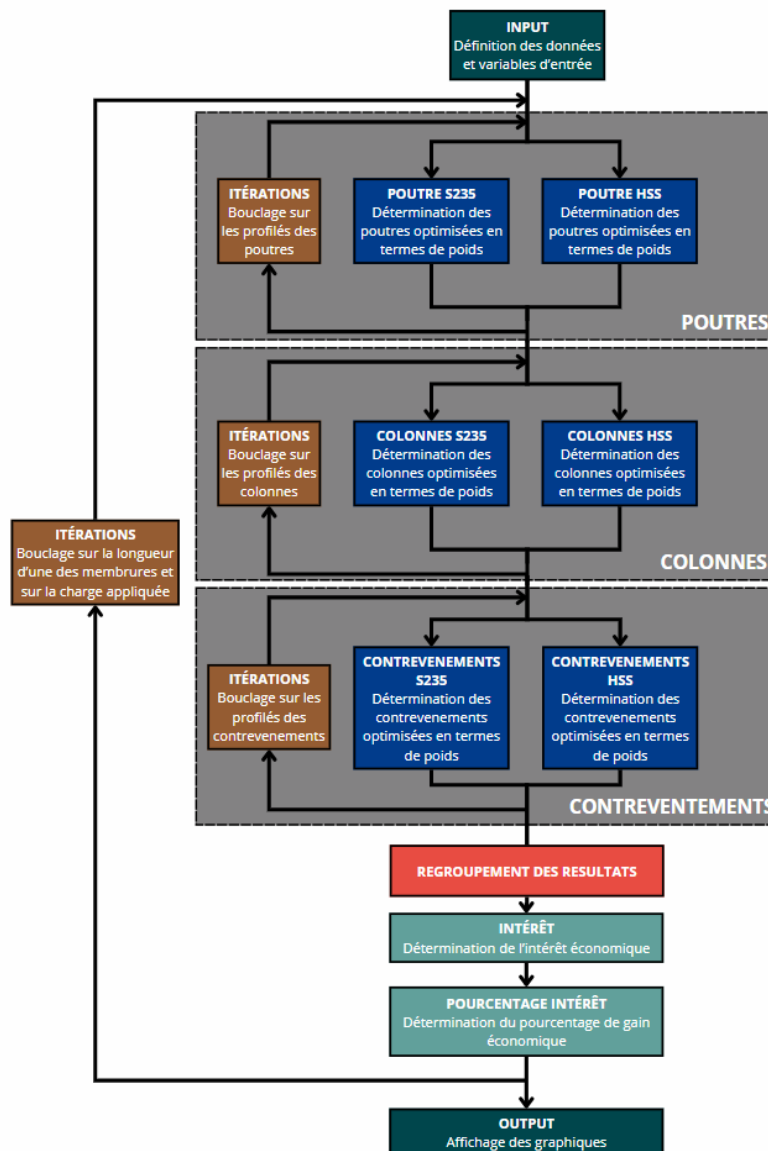 INPUT
Définition des données
et variables d'entrée
ITÉRATIONS
Bouclage sur
les profilés des
poutres
POUTRE S235
Détermination des
poutres optimisées en
termes de poids
POUTRE HSS
Détermination des
poutres optimisées en
termes de poids
POUTRES
ITÉRATIONS
Bouclage sur
les profilés des
colonnes
COLONNES S235
Détermination des
colonnes optimisées
en termes de poids
COLONNES HSS
Détermination des
colonnes optimisées
en termes de poids
COLONNES
ITÉRATIONS
Bouclage sur la longueur
d'une des membrures et
sur la charge appliquée
ITÉRATIONS
Bouclage sur les
profilés des
contrevenements
CONTREVENEMENTS
S235
Détermination des
contrevenements
optimisées en termes
de poids
CONTREVENEMENTS
HSS
Détermination des
contrevenements
optimisées en termes
de poids
CONTREVENTEMENTS
REGROUPEMENT DES RESULTATS
INTÉRÊT
Détermination de l'intérêt économique
POURCENTAGE INTÉRÊT
Détermination du pourcentage de gain
économique
OUTPUT
Affichage des graphiques